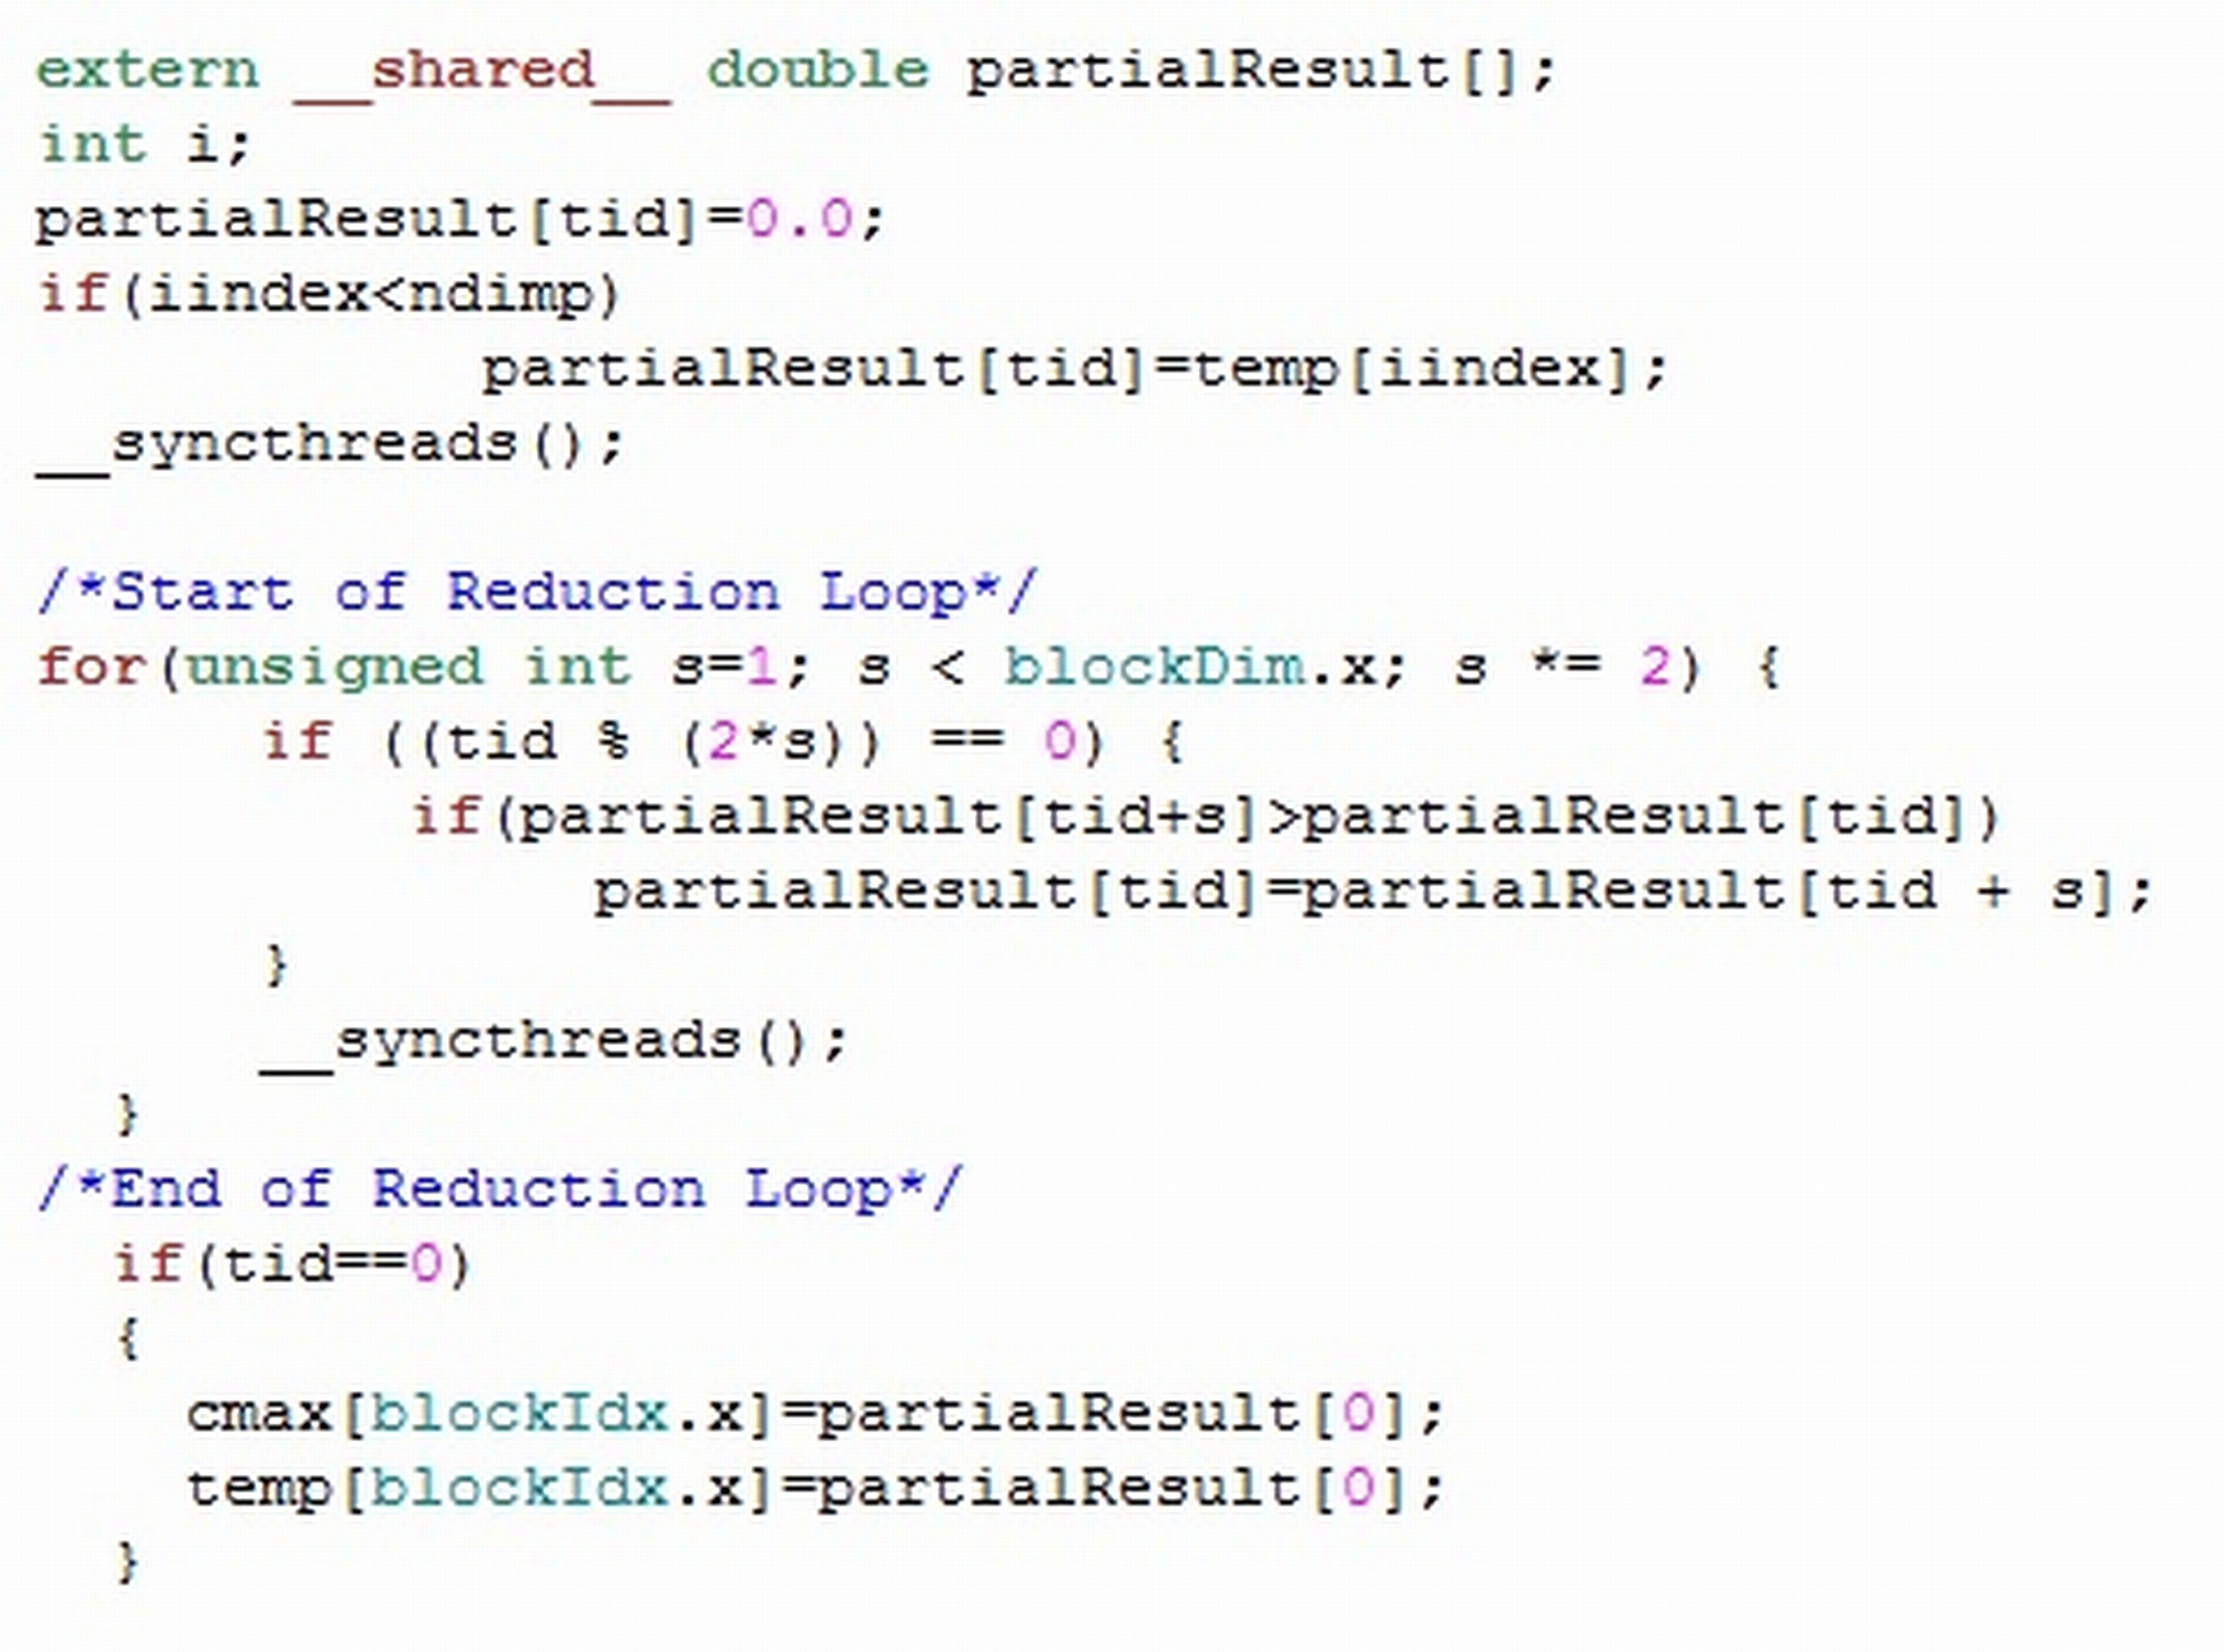 extern __shared__ double partialResult[];
int i;
partialResult[tid]=0.0;
if(iindex<ndimp)
partialResult[tid]=temp[iindex];
__syncthreads();
/*Start of Reduction Loop*/
for(unsigned int s=1; s < blockDim.x; s *= 2) {
if ((tid % (2*s)) == 0) {
if(partialResult[tid+s]>partialResult[tid])
partialResult[tid]=partialResult[tid + s];
}
__syncthreads();
}
/*End of Reduction Loop*/
if(tid==0)
{
cmax[blockIdx.x]=partialResult[0];
temp[blockIdx.x]=partialResult[0];
}